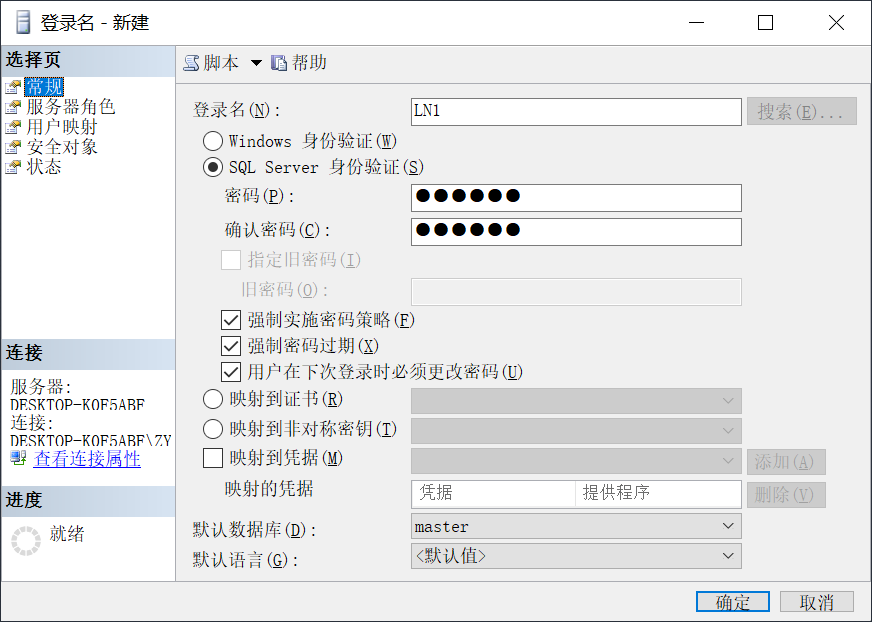 登录名 - 新建
选择页
常规
服务器角色
用户映射
安全对象
状态
连接
服务器:
DESKTOP-KOF5ABF
连接:
DESKTOP-KOF5ABF\ZY
查看连接属性
进度
就绪
脚本 帮助
登录名(N): LN1 搜索(E)...
Windows 身份验证(W)
SQL Server 身份验证(S)
密码(P): ●●●●●●
确认密码(C): ●●●●●●
指定旧密码(I)
旧密码(O):
强制实施密码策略(F)
强制密码过期(X)
用户在下次登录时必须更改密码(U)
映射到证书(R)
映射到非对称密钥(T)
映射到凭据(M) 添加(A)
映射的凭据 凭据 提供程序 删除(V)
默认数据库(D): master
默认语言(G): <默认值>
确定 取消